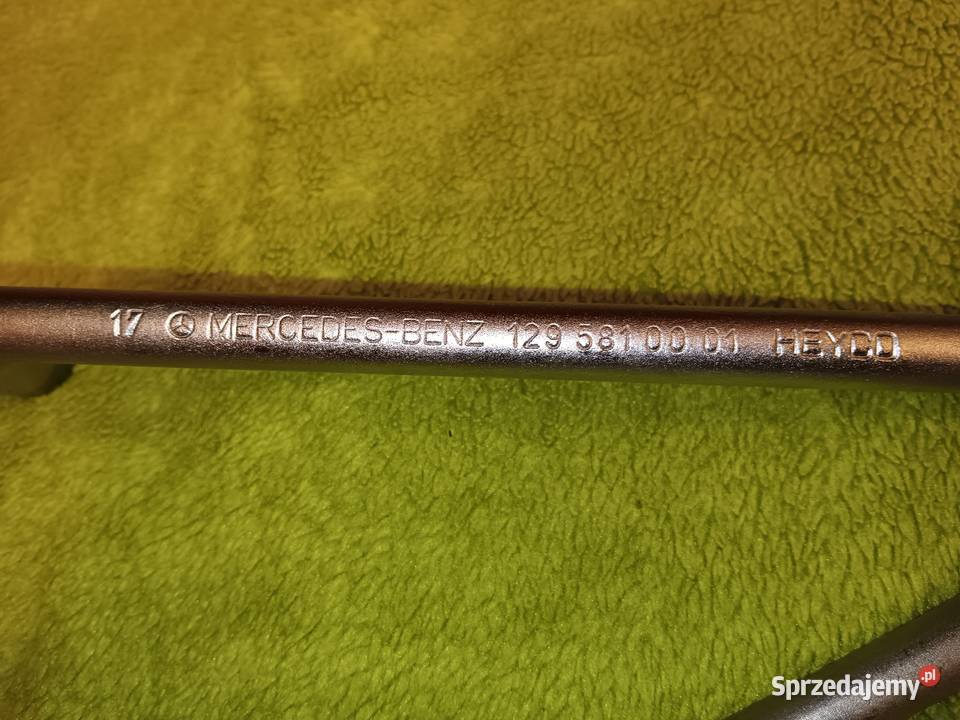 17 MERCEDES-BENZ 129 581 00 01 HEYCO
Sprzedajemy.pl